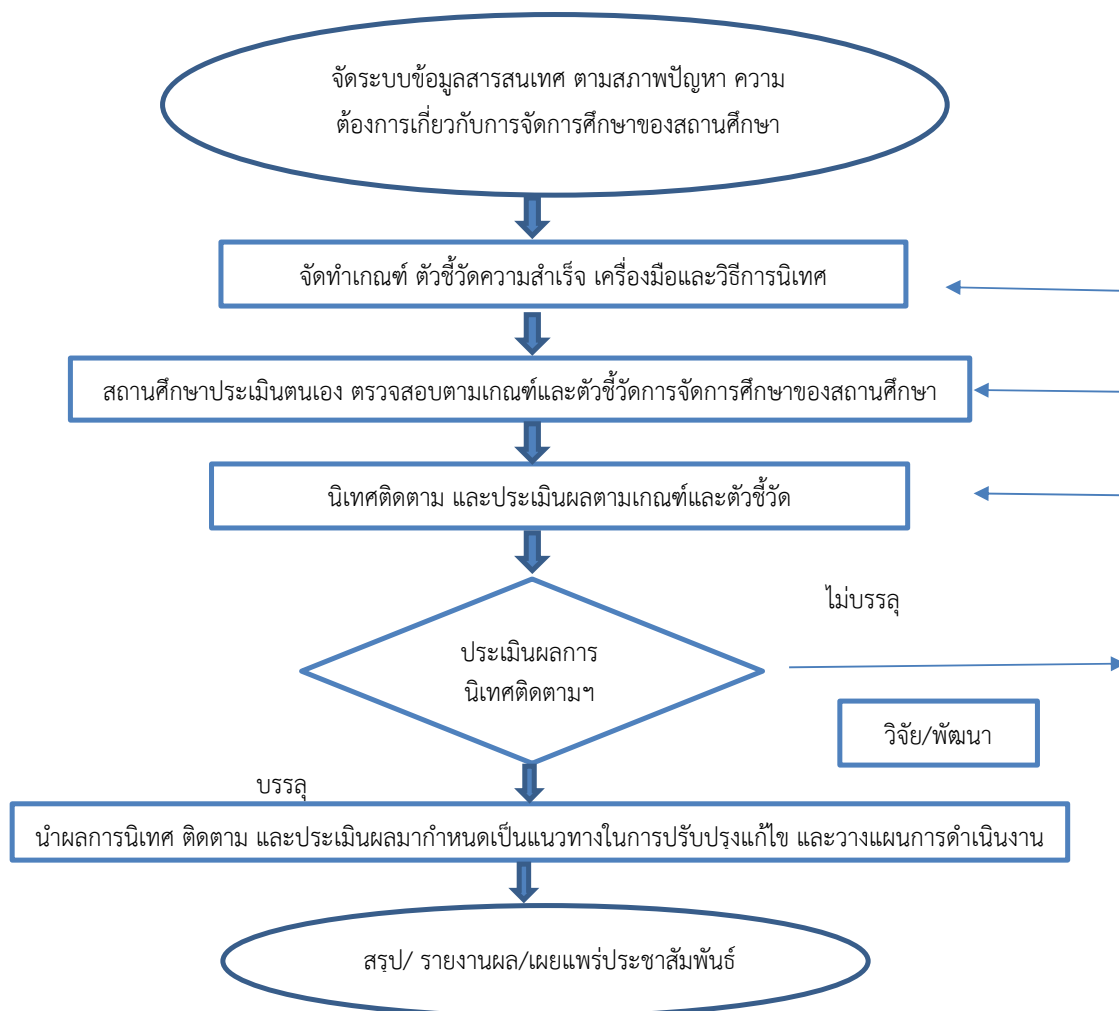 จัดระบบข้อมูลสารสนเทศ ตามสภาพปัญหา ความ
ต้องการเกี่ยวกับการจัดการศึกษาของสถานศึกษา
จัดทำเกณฑ์ ตัวชี้วัดความสำเร็จ เครื่องมือและวิธีการนิเทศ
สถานศึกษาประเมินตนเอง ตรวจสอบตามเกณฑ์และตัวชี้วัดการจัดการศึกษาของสถานศึกษา
นิเทศติดตาม และประเมินผลตามเกณฑ์และตัวชี้วัด
ไม่บรรลุ
ประเมินผลการ
นิเทศติดตามฯ
วิจัย/พัฒนา
บรรลุ
นำผลการนิเทศ ติดตาม และประเมินผลมากำหนดเป็นแนวทางในการปรับปรุงแก้ไข และวางแผนการดำเนินงาน
สรุป/ รายงานผล/เผยแพร่ประชาสัมพันธ์